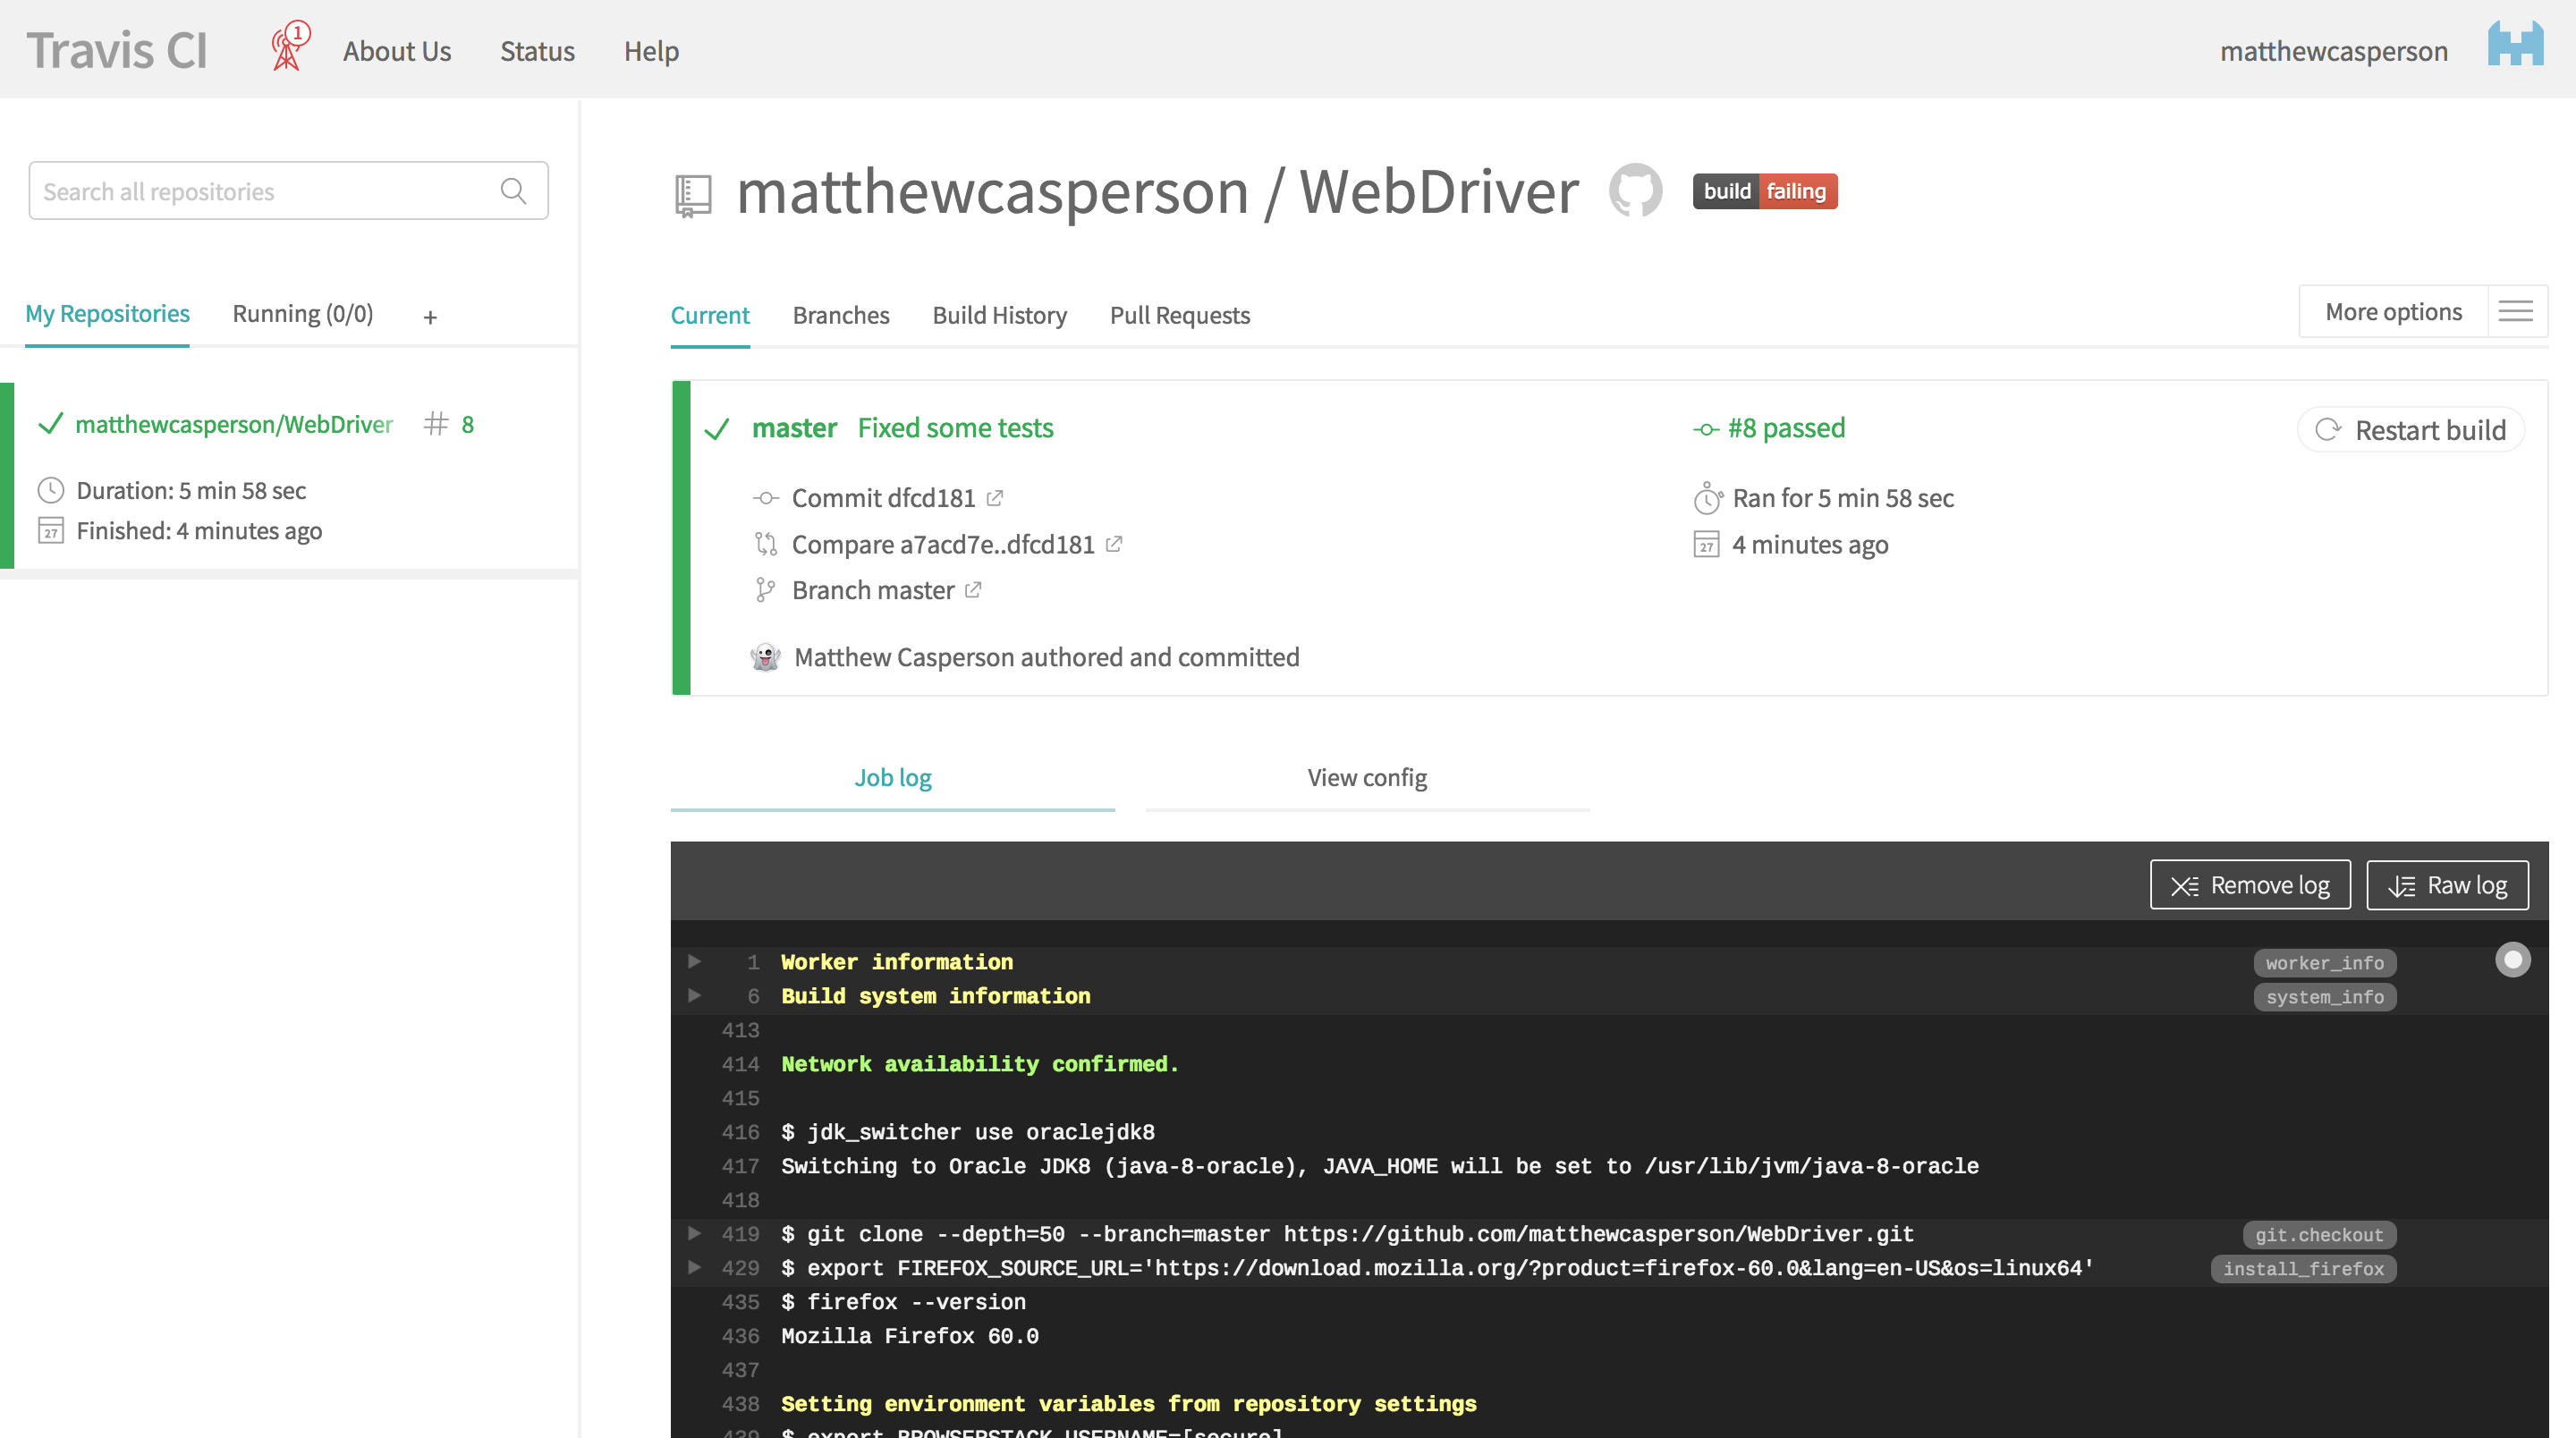 Travis CI
1
About Us
Status
Help
matthewcasperson
Search all repositories
My Repositories
Running (0/0)
+
matthewcasperson/WebDriver # 8
Duration: 5 min 58 sec
27 Finished: 4 minutes ago
matthewcasperson / WebDriver
build failing
Current
Branches
Build History
Pull Requests
More options
master Fixed some tests
Commit dfcd181
Compare a7acd7e..dfcd181
Branch master
Matthew Casperson authored and committed
#8 passed
Ran for 5 min 58 sec
27 4 minutes ago
Restart build
Job log
View config
Remove log
Raw log
1 Worker information worker_info
6 Build system information system_info
413
414 Network availability confirmed.
415
416 $ jdk_switcher use oraclejdk8
417 Switching to Oracle JDK8 (java-8-oracle), JAVA_HOME will be set to /usr/lib/jvm/java-8-oracle
418
419 $ git clone --depth=50 --branch=master https://github.com/matthewcasperson/WebDriver.git git.checkout
429 $ export FIREFOX_SOURCE_URL='https://download.mozilla.org/?product=firefox-60.0&lang=en-US&os=linux64' install_firefox
435 $ firefox --version
436 Mozilla Firefox 60.0
437
438 Setting environment variables from repository settings
439 $ export BROWSERSTACK_USERNAME=[secure]